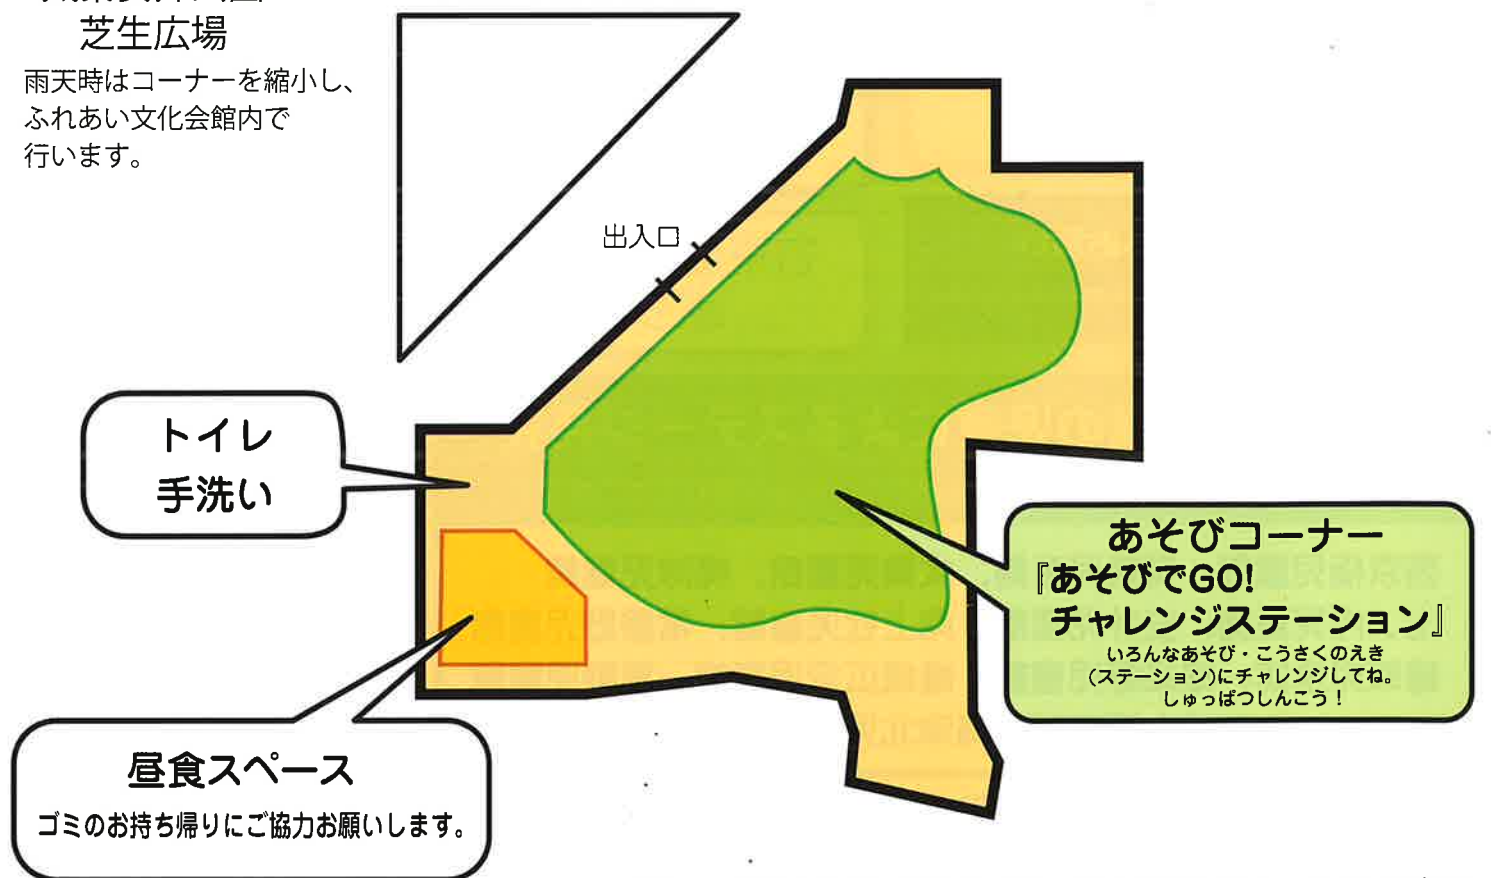 芝生広場
雨天時はコーナーを縮小し、
ふれあい文化会館内で
行います。
出入口
トイレ
手洗い
あそびコーナー
『あそびでGO!
チャレンジステーション』
いろんなあそび・こうさくのえき
(ステーション)にチャレンジしてね。
しゅっぱつしんこう！
昼食スペース
ゴミのお持ち帰りにご協力お願いします。